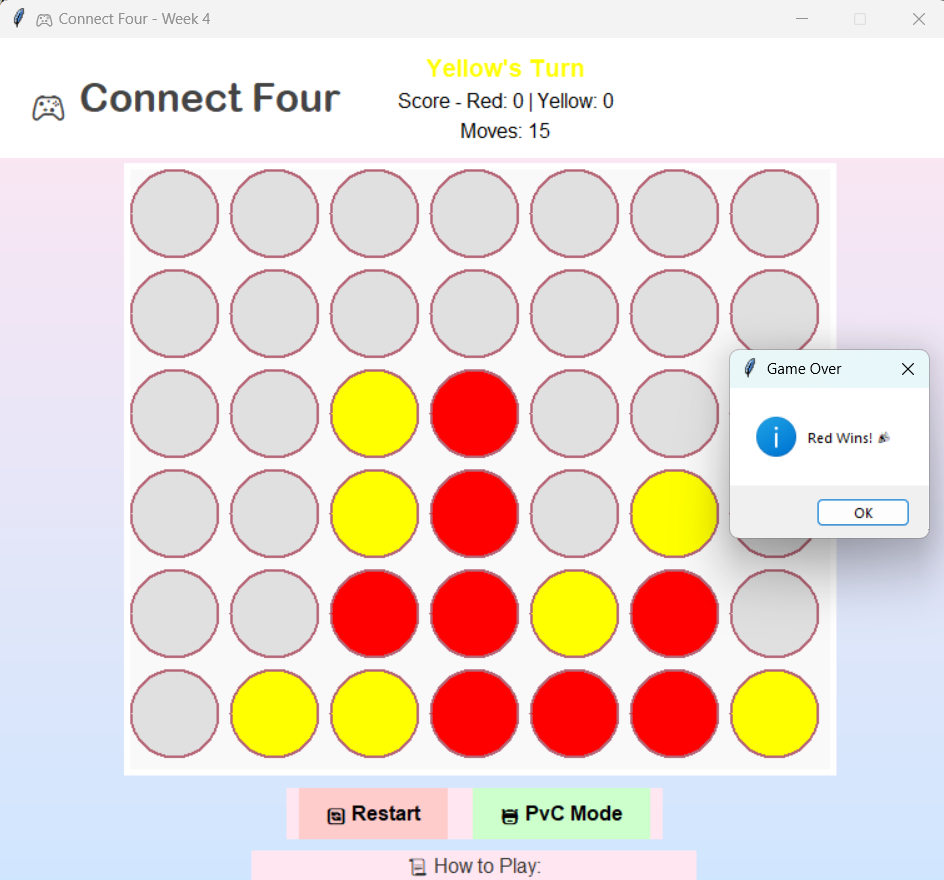 Connect Four - Week 4
Connect Four
Yellow's Turn
Score - Red: 0 | Yellow: 0
Moves: 15
Game Over
Red Wins! 🎉
OK
Restart
PvC Mode
How to Play: